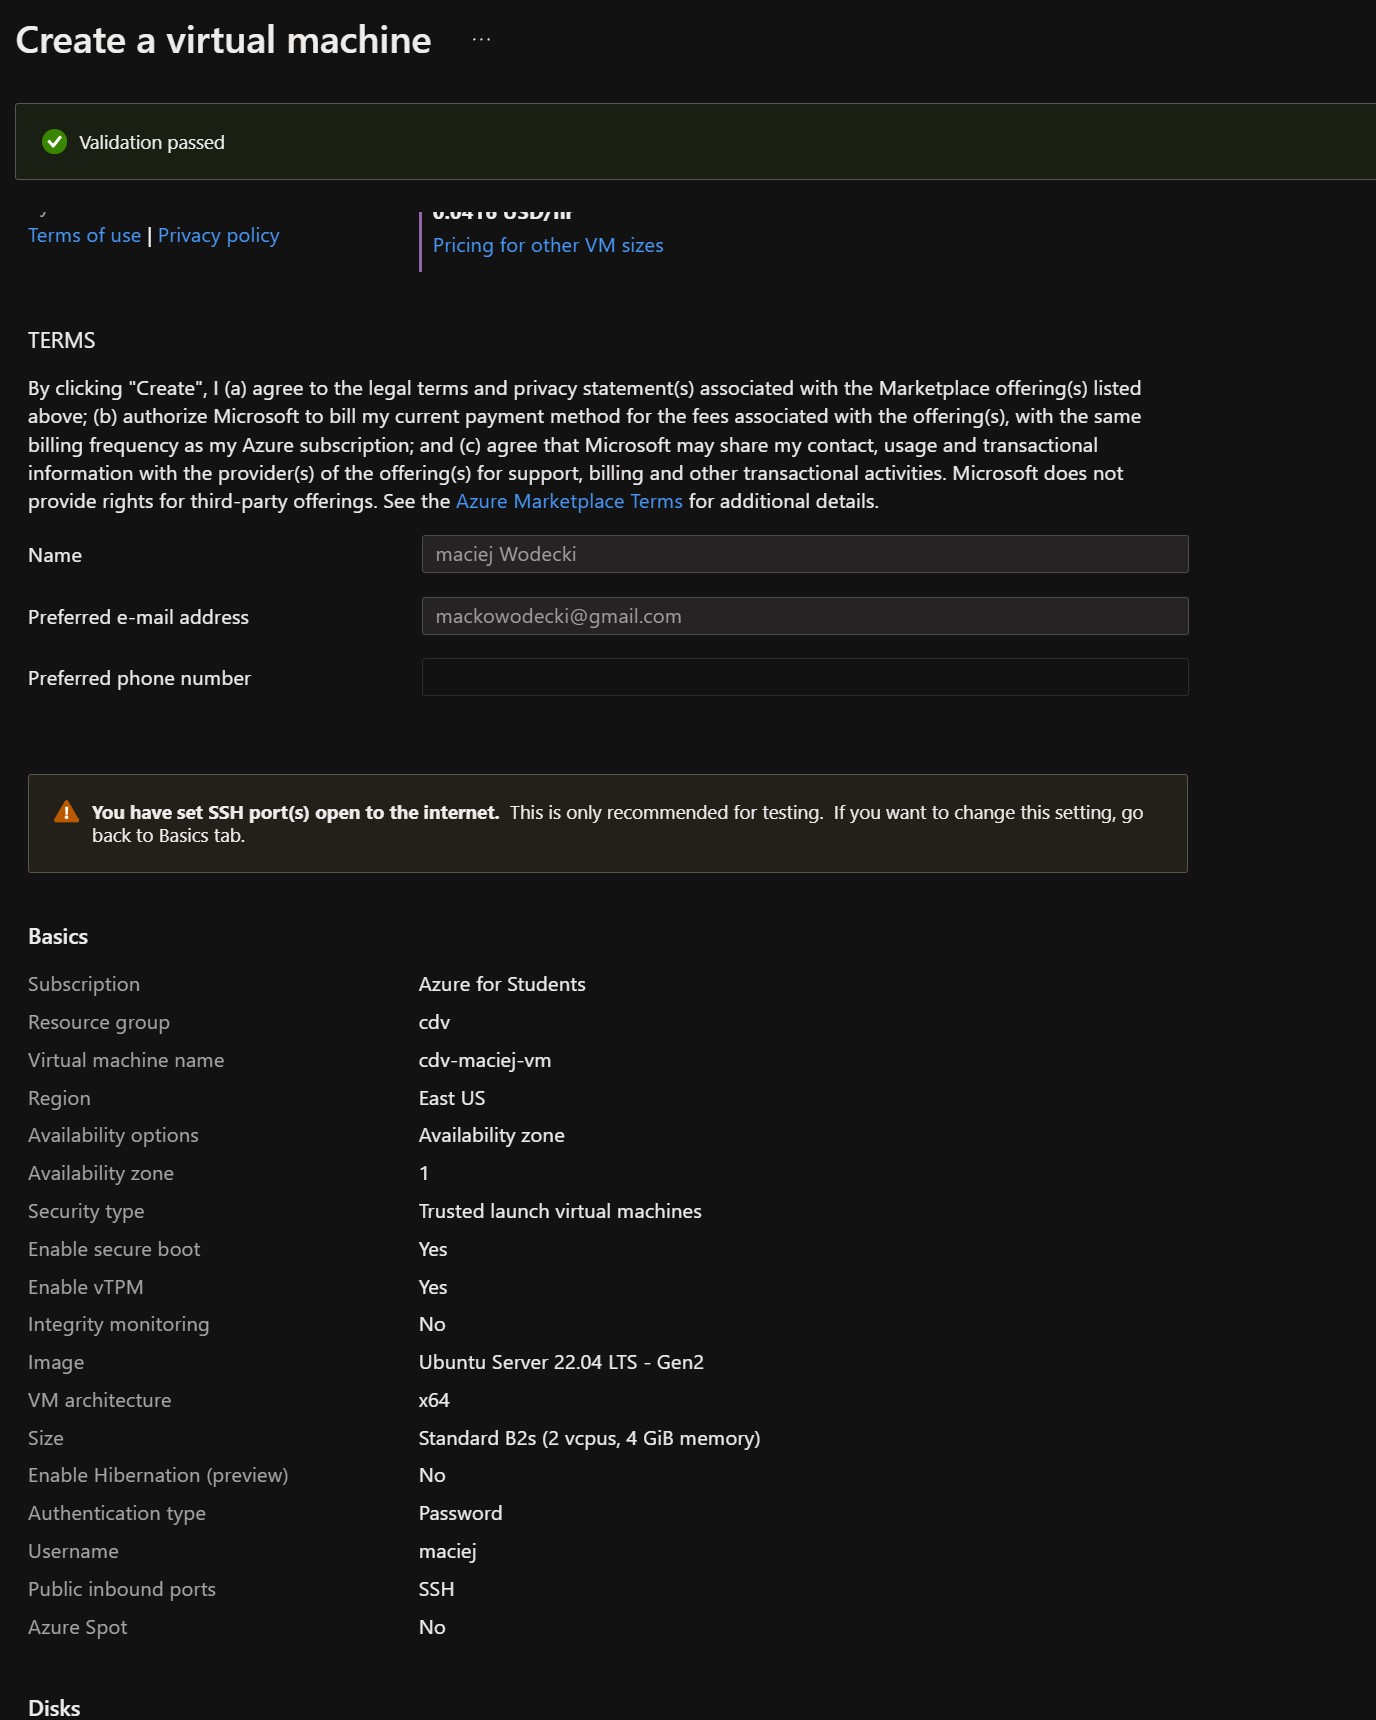 Create a virtual machine ...
Validation passed
0.0416 USD/hr
Terms of use | Privacy policy
Pricing for other VM sizes
TERMS
By clicking "Create", I (a) agree to the legal terms and privacy statement(s) associated with the Marketplace offering(s) listed
above; (b) authorize Microsoft to bill my current payment method for the fees associated with the offering(s), with the same
billing frequency as my Azure subscription; and (c) agree that Microsoft may share my contact, usage and transactional
information with the provider(s) of the offering(s) for support, billing and other transactional activities. Microsoft does not
provide rights for third-party offerings. See the Azure Marketplace Terms for additional details.
Name maciej Wodecki
Preferred e-mail address mackowodecki@gmail.com
Preferred phone number
You have set SSH port(s) open to the internet. This is only recommended for testing. If you want to change this setting, go
back to Basics tab.
Basics
Subscription Azure for Students
Resource group cdv
Virtual machine name cdv-maciej-vm
Region East US
Availability options Availability zone
Availability zone 1
Security type Trusted launch virtual machines
Enable secure boot Yes
Enable vTPM Yes
Integrity monitoring No
Image Ubuntu Server 22.04 LTS - Gen2
VM architecture x64
Size Standard B2s (2 vcpus, 4 GiB memory)
Enable Hibernation (preview) No
Authentication type Password
Username maciej
Public inbound ports SSH
Azure Spot No
Disks